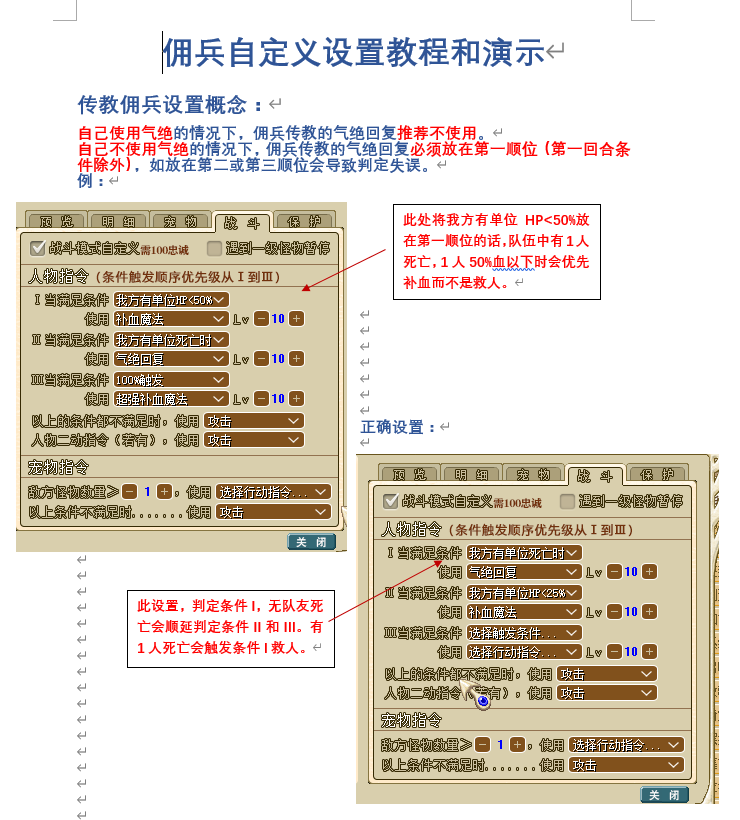 佣兵自定义设置教程和演示
传教佣兵设置概念：
自己使用气绝的情况下，佣兵传教的气绝回复推荐不使用。
自己不使用气绝的情况下，佣兵传教的气绝回复必须放在第一顺位（第一回合条
件除外），如放在第二或第三顺位会导致判定失误。
例：
预 览 明 细 宠 物 战 斗 保 护
战斗模式自定义需100忠诚 遇到一级怪物暂停
人物指令（条件触发顺序优先级从Ⅰ到Ⅲ）
Ⅰ当满足条件 我方有单位HP<50%
使用 补血魔法 Lv - 10 +
Ⅱ当满足条件 我方有单位死亡时
使用 气绝回复 Lv - 10 +
Ⅲ当满足条件 100%触发
使用 超强补血魔法 Lv - 10 +
以上的条件都不满足时，使用 攻击
人物二动指令（若有），使用 攻击
宠物指令
敌方怪物数量≥ - 1 +，使用 选择行动指令...
以上条件不满足时.......使用 攻击
关 闭
此处将我方有单位 HP<50%放
在第一顺位的话，队伍中有 1 人
死亡，1 人 50%血以下时会优先
补血而不是救人。
正确设置：
预 览 明 细 宠 物 战 斗 保 护
战斗模式自定义需100忠诚 遇到一级怪物暂停
人物指令（条件触发顺序优先级从Ⅰ到Ⅲ）
Ⅰ当满足条件 我方有单位死亡时
使用 气绝回复 Lv - 10 +
Ⅱ当满足条件 我方有单位HP<25%
使用 补血魔法 Lv - 10 +
Ⅲ当满足条件 选择触发条件...
使用 选择行动指令... Lv - 10 +
以上的条件都不满足时，使用 攻击
人物二动指令（若有），使用 攻击
宠物指令
敌方怪物数量≥ - 1 +，使用 选择行动指令...
以上条件不满足时.......使用 攻击
关 闭
此设置，判定条件 I，无队友死
亡会顺延判定条件 II 和 III。有
1 人死亡会触发条件 I 救人。